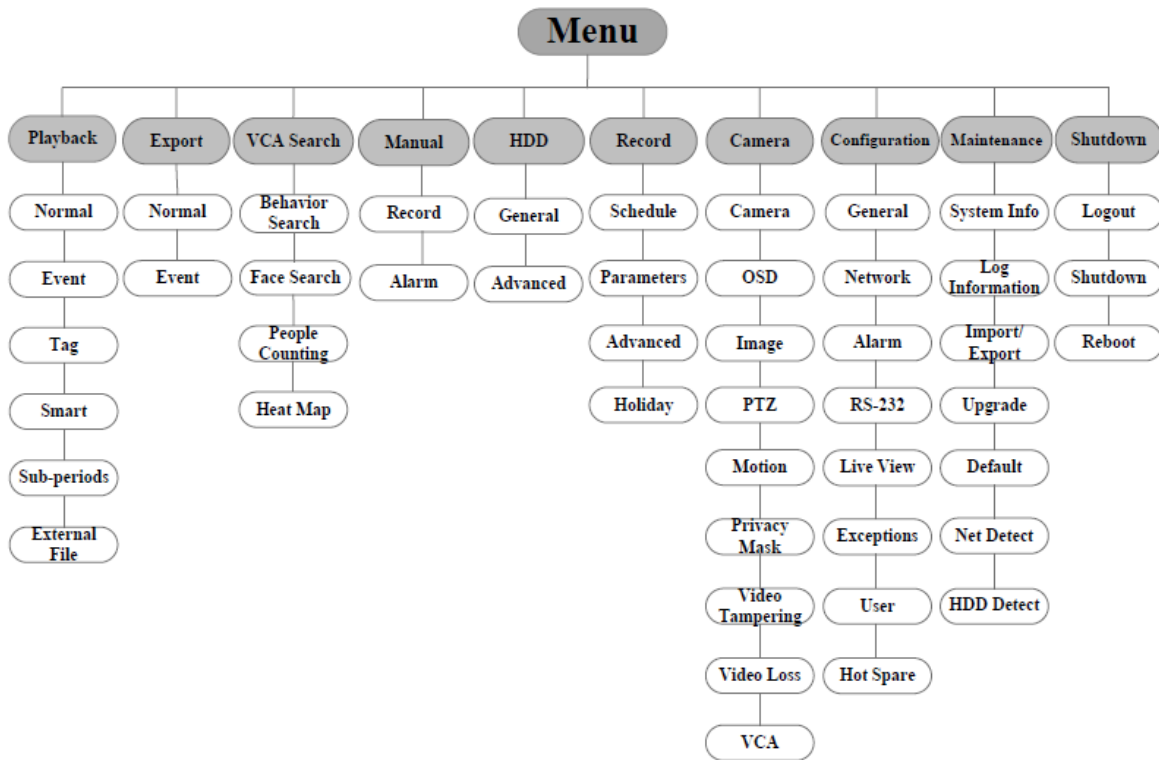 Menu
Playback
Export
VCA Search
Manual
HDD
Record
Camera
Configuration
Maintenance
Shutdown
Normal
Event
Tag
Smart
Sub-periods
External
File
Normal
Event
Behavior
Search
Face Search
People
Counting
Heat Map
Record
Alarm
General
Advanced
Schedule
Parameters
Advanced
Holiday
Camera
OSD
Image
PTZ
Motion
Privacy
Mask
Video
Tampering
Video Loss
VCA
General
Network
Alarm
RS-232
Live View
Exceptions
User
Hot Spare
System Info
Log
Information
Import/
Export
Upgrade
Default
Net Detect
HDD Detect
Logout
Shutdown
Reboot